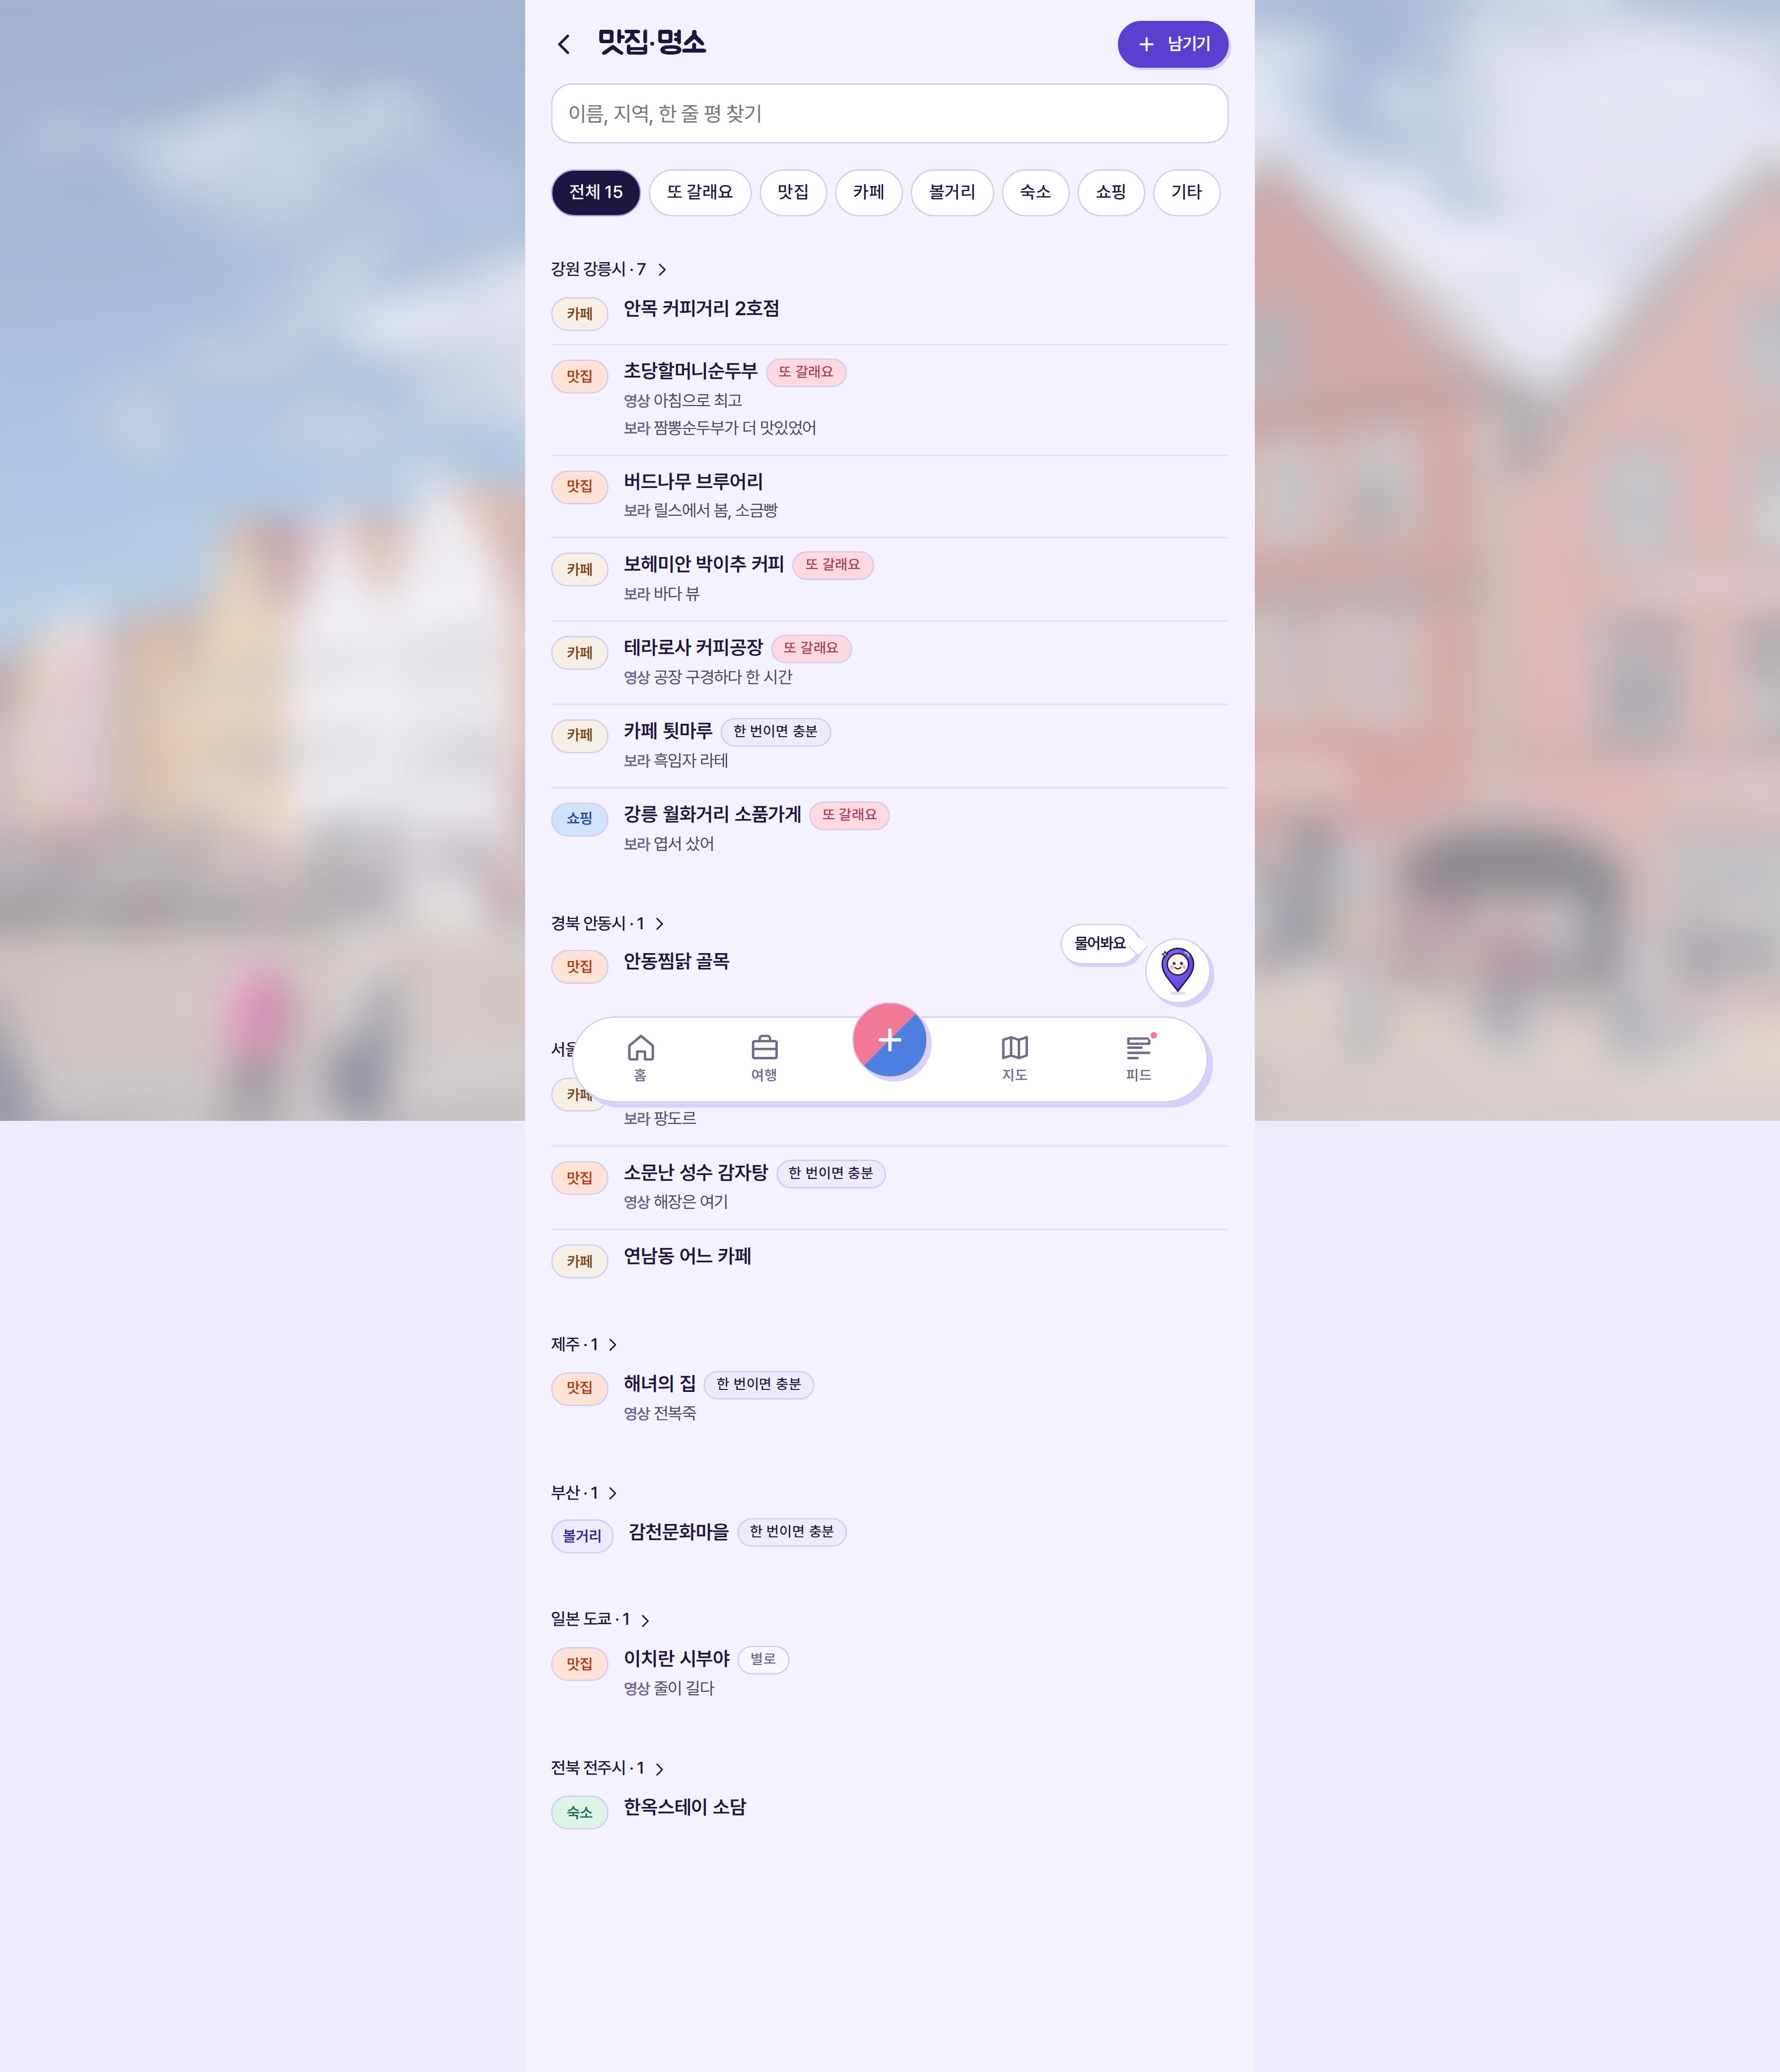 맛집·명소
+ 남기기
이름, 지역, 한 줄 평 찾기
전체 15 또 갈래요 맛집 카페 볼거리 숙소 쇼핑 기타
강원 강릉시 · 7
카페 안목 커피거리 2호점
맛집 초당할머니순두부 또 갈래요
영상 아침으로 최고
보라 짬뽕순두부가 더 맛있었어
맛집 버드나무 브루어리
보라 릴스에서 봄, 소금빵
카페 보헤미안 박이추 커피 또 갈래요
보라 바다 뷰
카페 테라로사 커피공장 또 갈래요
영상 공장 구경하다 한 시간
카페 카페 툇마루 한 번이면 충분
보라 흑임자 라테
쇼핑 강릉 월화거리 소품가게 또 갈래요
보라 엽서 샀어
경북 안동시 · 1
물어봐요
맛집 안동찜닭 골목
서울
홈 여행 지도 피드
카페
보라 팡도르
맛집 소문난 성수 감자탕 한 번이면 충분
영상 해장은 여기
카페 연남동 어느 카페
제주 · 1
맛집 해녀의 집 한 번이면 충분
영상 전복죽
부산 · 1
볼거리 감천문화마을 한 번이면 충분
일본 도쿄 · 1
맛집 이치란 시부야 별로
영상 줄이 길다
전북 전주시 · 1
숙소 한옥스테이 소담